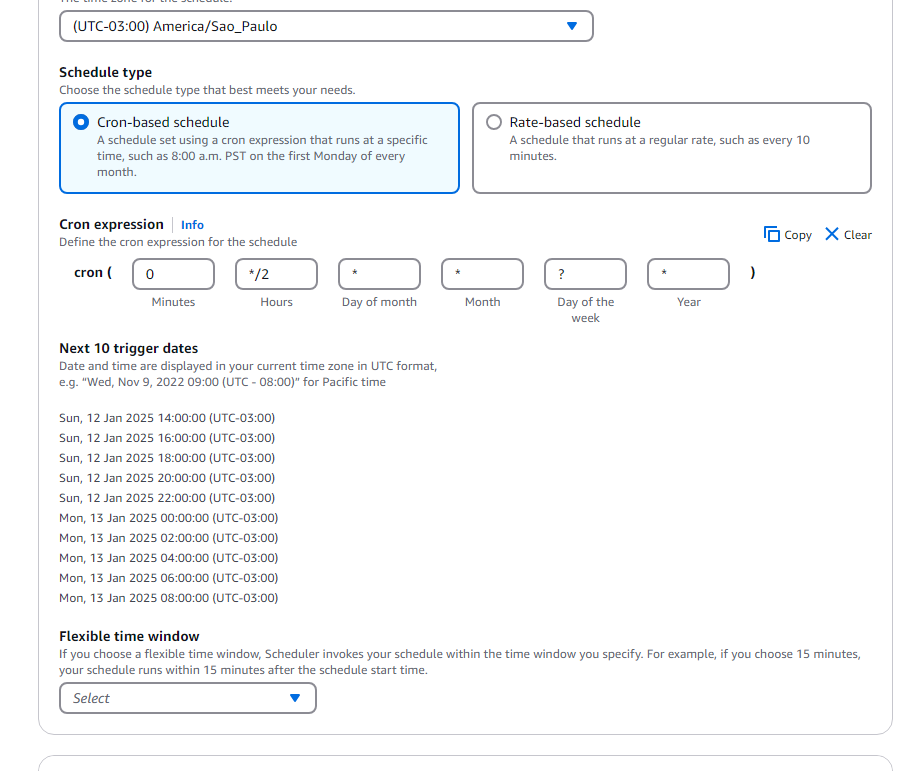 The time zone for the schedule.
(UTC-03:00) America/Sao_Paulo
Schedule type
Choose the schedule type that best meets your needs.
Cron-based schedule
A schedule set using a cron expression that runs at a specific
time, such as 8:00 a.m. PST on the first Monday of every
month.
Rate-based schedule
A schedule that runs at a regular rate, such as every 10
minutes.
Cron expression
Info
Define the cron expression for the schedule
Copy
Clear
cron ( 0 */2 * * ? * )
Minutes Hours Day of month Month Day of the Year
week
Next 10 trigger dates
Date and time are displayed in your current time zone in UTC format,
e.g. “Wed, Nov 9, 2022 09:00 (UTC - 08:00)” for Pacific time
Sun, 12 Jan 2025 14:00:00 (UTC-03:00)
Sun, 12 Jan 2025 16:00:00 (UTC-03:00)
Sun, 12 Jan 2025 18:00:00 (UTC-03:00)
Sun, 12 Jan 2025 20:00:00 (UTC-03:00)
Sun, 12 Jan 2025 22:00:00 (UTC-03:00)
Mon, 13 Jan 2025 00:00:00 (UTC-03:00)
Mon, 13 Jan 2025 02:00:00 (UTC-03:00)
Mon, 13 Jan 2025 04:00:00 (UTC-03:00)
Mon, 13 Jan 2025 06:00:00 (UTC-03:00)
Mon, 13 Jan 2025 08:00:00 (UTC-03:00)
Flexible time window
If you choose a flexible time window, Scheduler invokes your schedule within the time window you specify. For example, if you choose 15 minutes,
your schedule runs within 15 minutes after the schedule start time.
Select